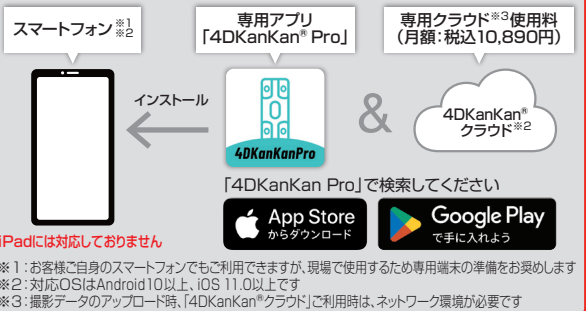 スマートフォン※1※2
専用アプリ
「4DKanKan® Pro」
専用クラウド※3使用料
（月額：税込10,890円）
インストール
4DKanKanPro
&
4DKanKan®
クラウド※2
「4DKanKan Pro」で検索してください
iPadには対応しておりません
App Store
からダウンロード
Google Play
で手に入れよう
※1：お客様ご自身のスマートフォンでもご利用できますが、現場で使用するため専用端末の準備をお奨めします
※2：対応OSはAndroid10以上、iOS 11.0以上です
※3：撮影データのアップロード時、「4DKanKan®クラウド」ご利用時は、ネットワーク環境が必要です